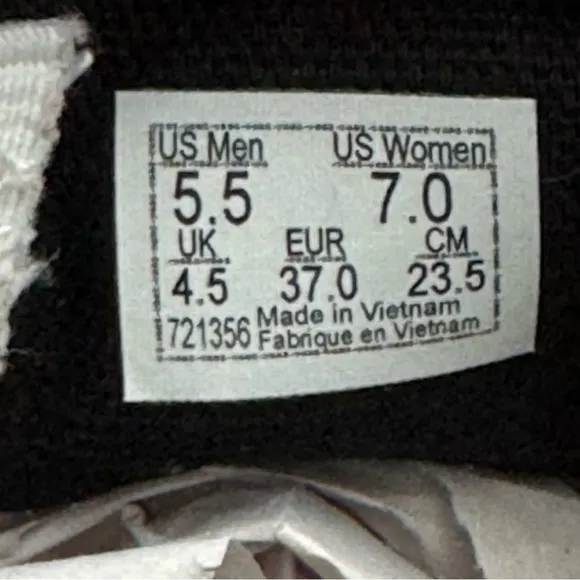 US Men US Women
5.5 7.0
UK EUR CM
4.5 37.0 23.5
721356 Made in Vietnam
Fabrique en Vietnam